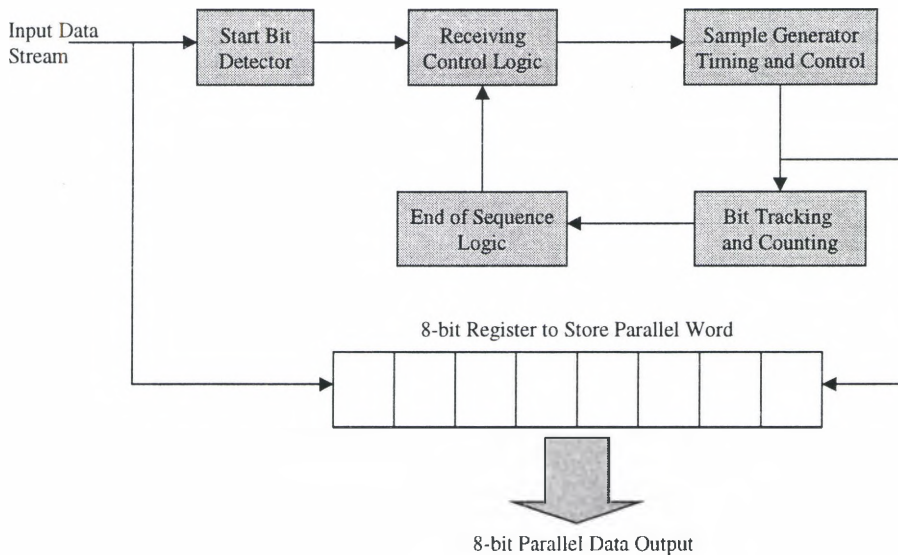 Input Data
Stream
Start Bit
Detector
Receiving
Control Logic
Sample Generator
Timing and Control
End of Sequence
Logic
Bit Tracking
and Counting
8-bit Register to Store Parallel Word
8-bit Parallel Data Output